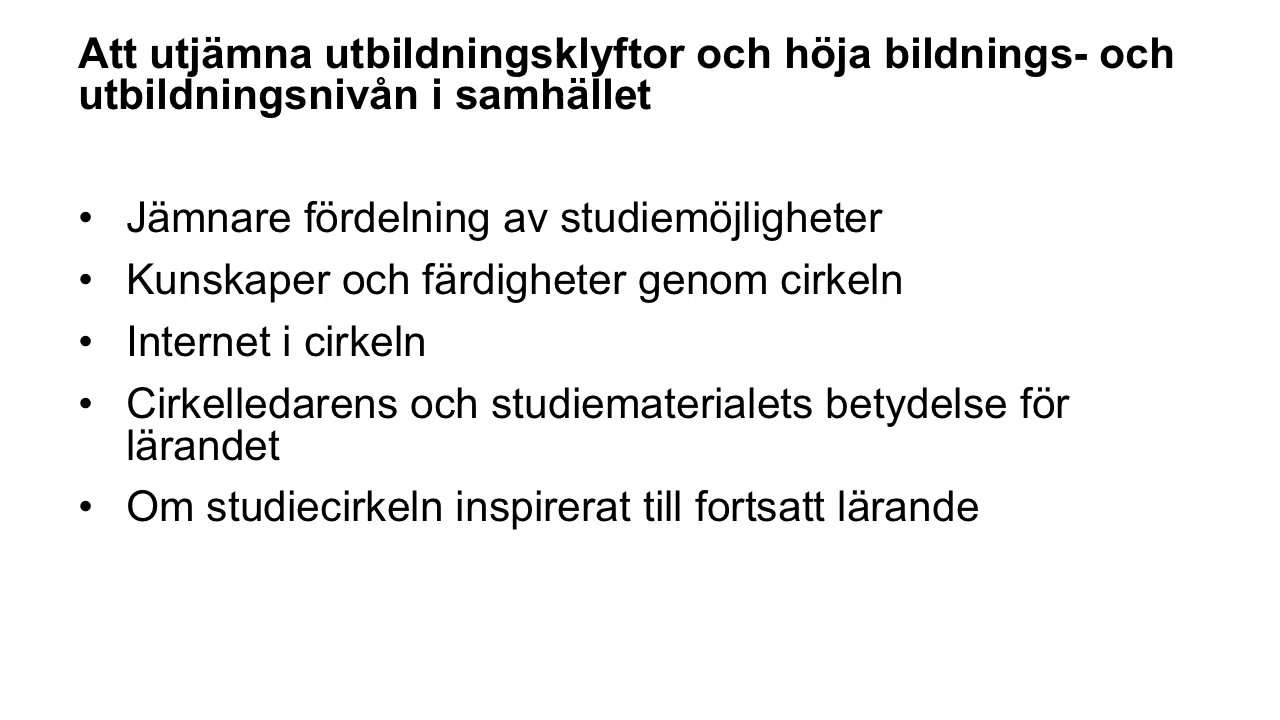 Att utjämna utbildningsklyftor och höja bildnings- och
utbildningsnivån i samhället
• Jämnare fördelning av studiemöjligheter
• Kunskaper och färdigheter genom cirkeln
• Internet i cirkeln
• Cirkelledarens och studiematerialets betydelse för
lärandet
• Om studiecirkeln inspirerat till fortsatt lärande